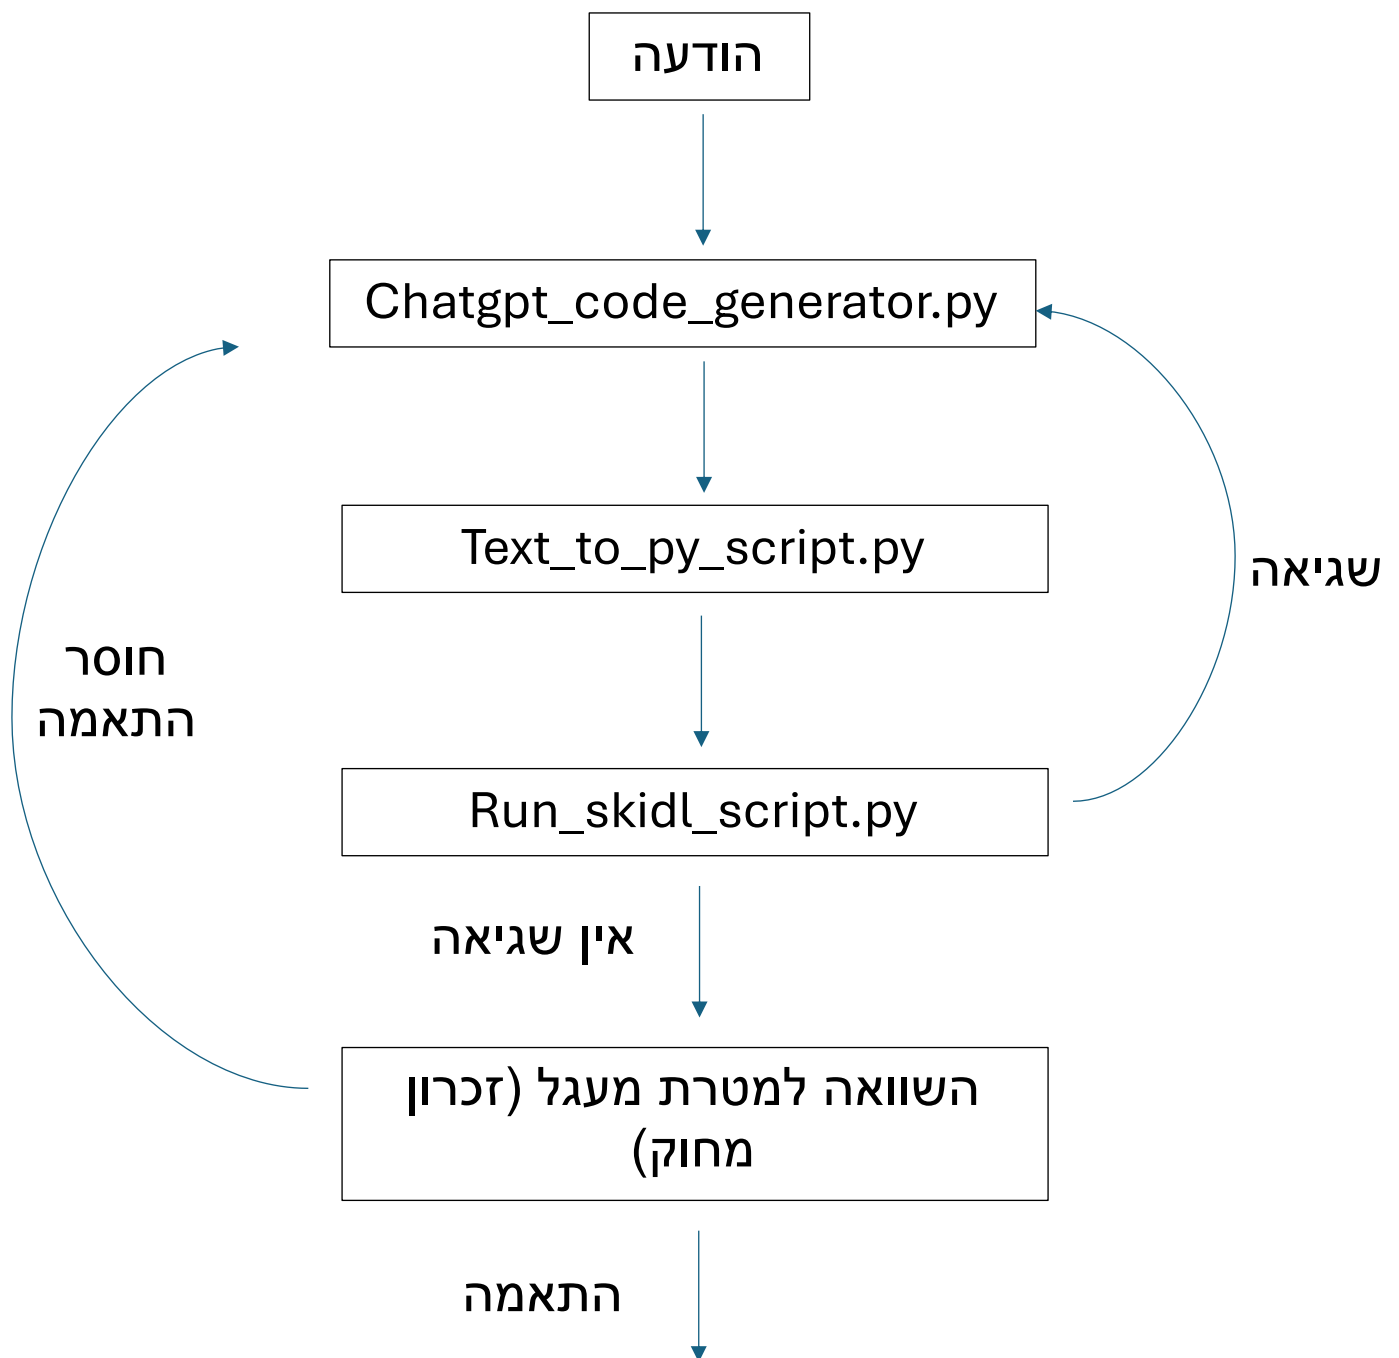 הודעה
Chatgpt_code_generator.py
Text_to_py_script.py
שגיאה
חוסר
התאמה
Run_skidl_script.py
אין שגיאה
השוואה למטרת מעגל (זכרון
מחוק)
התאמה